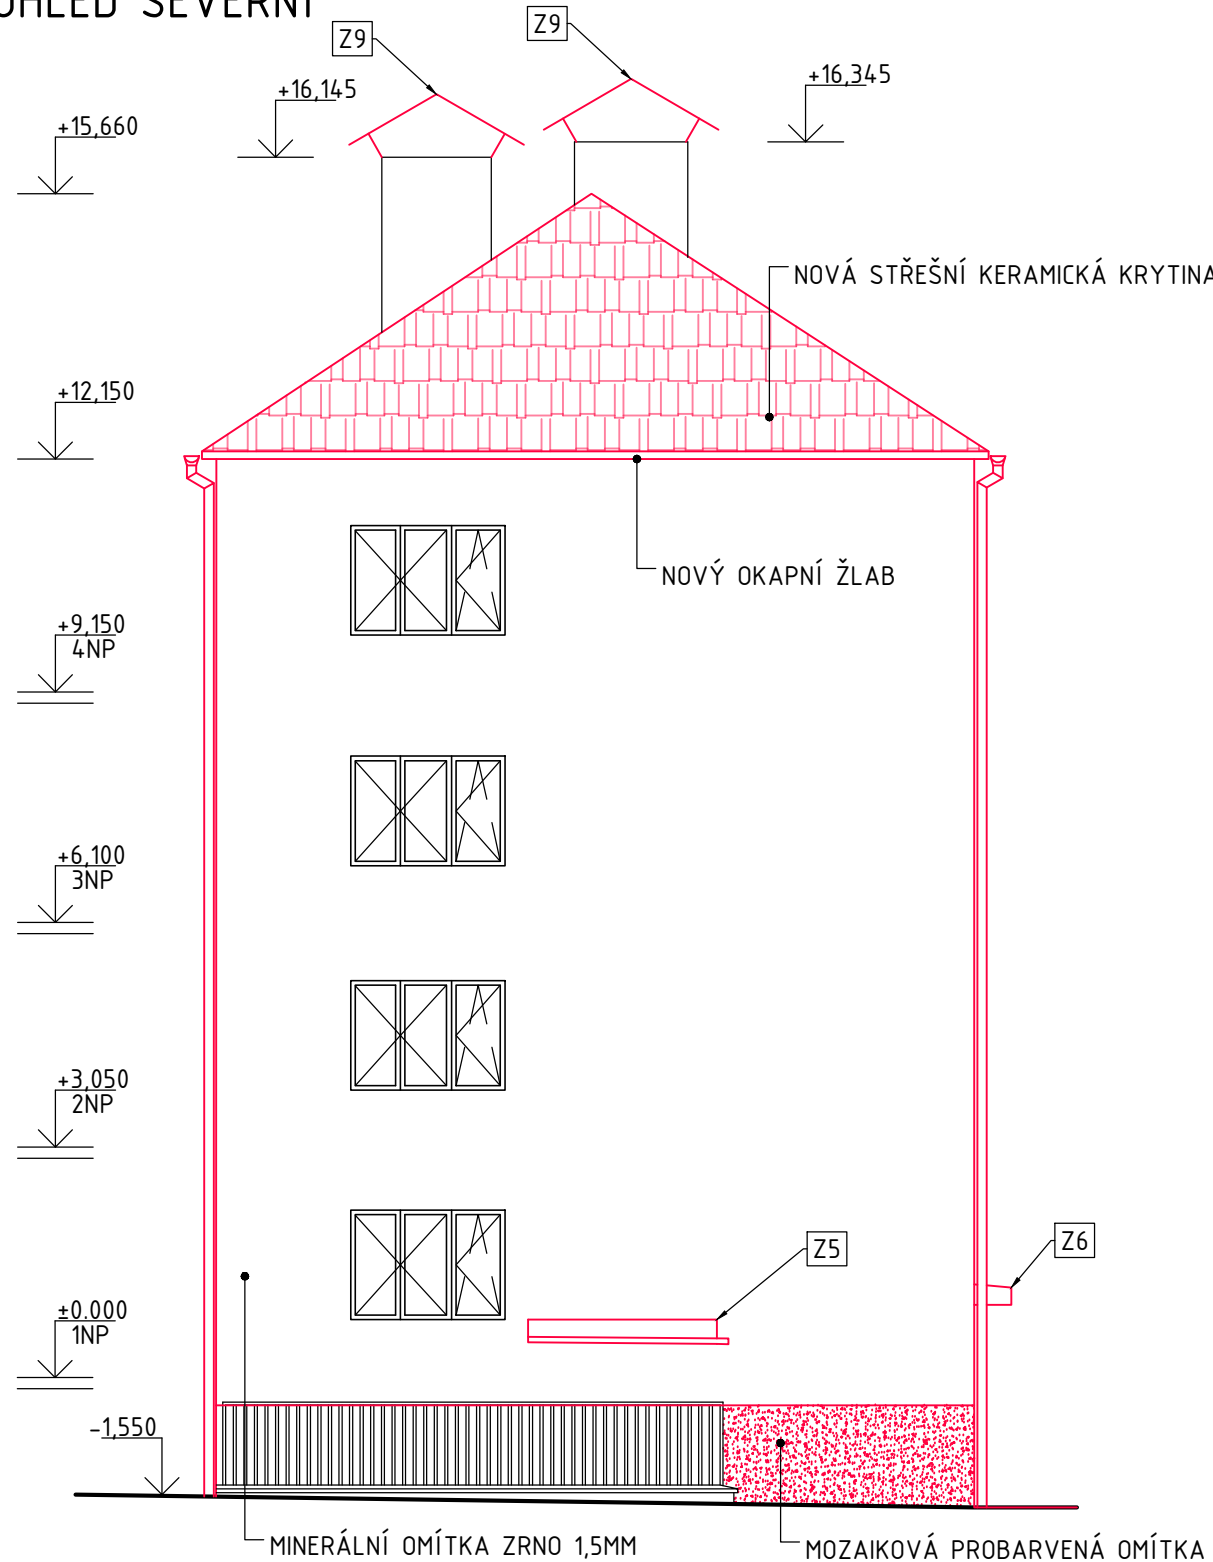 POHLED SEVERNÍ
Z9
Z9
+16,145
+16,345
+15,660
NOVÁ STŘEŠNÍ KERAMICKÁ KRYTINA
+12,150
NOVÝ OKAPNÍ ŽLAB
+9,150
4NP
+6,100
3NP
+3,050
2NP
Z5
Z6
±0.000
1NP
-1,550
MINERÁLNÍ OMÍTKA ZRNO 1,5MM
MOZAIKOVÁ PROBARVENÁ OMÍTKA